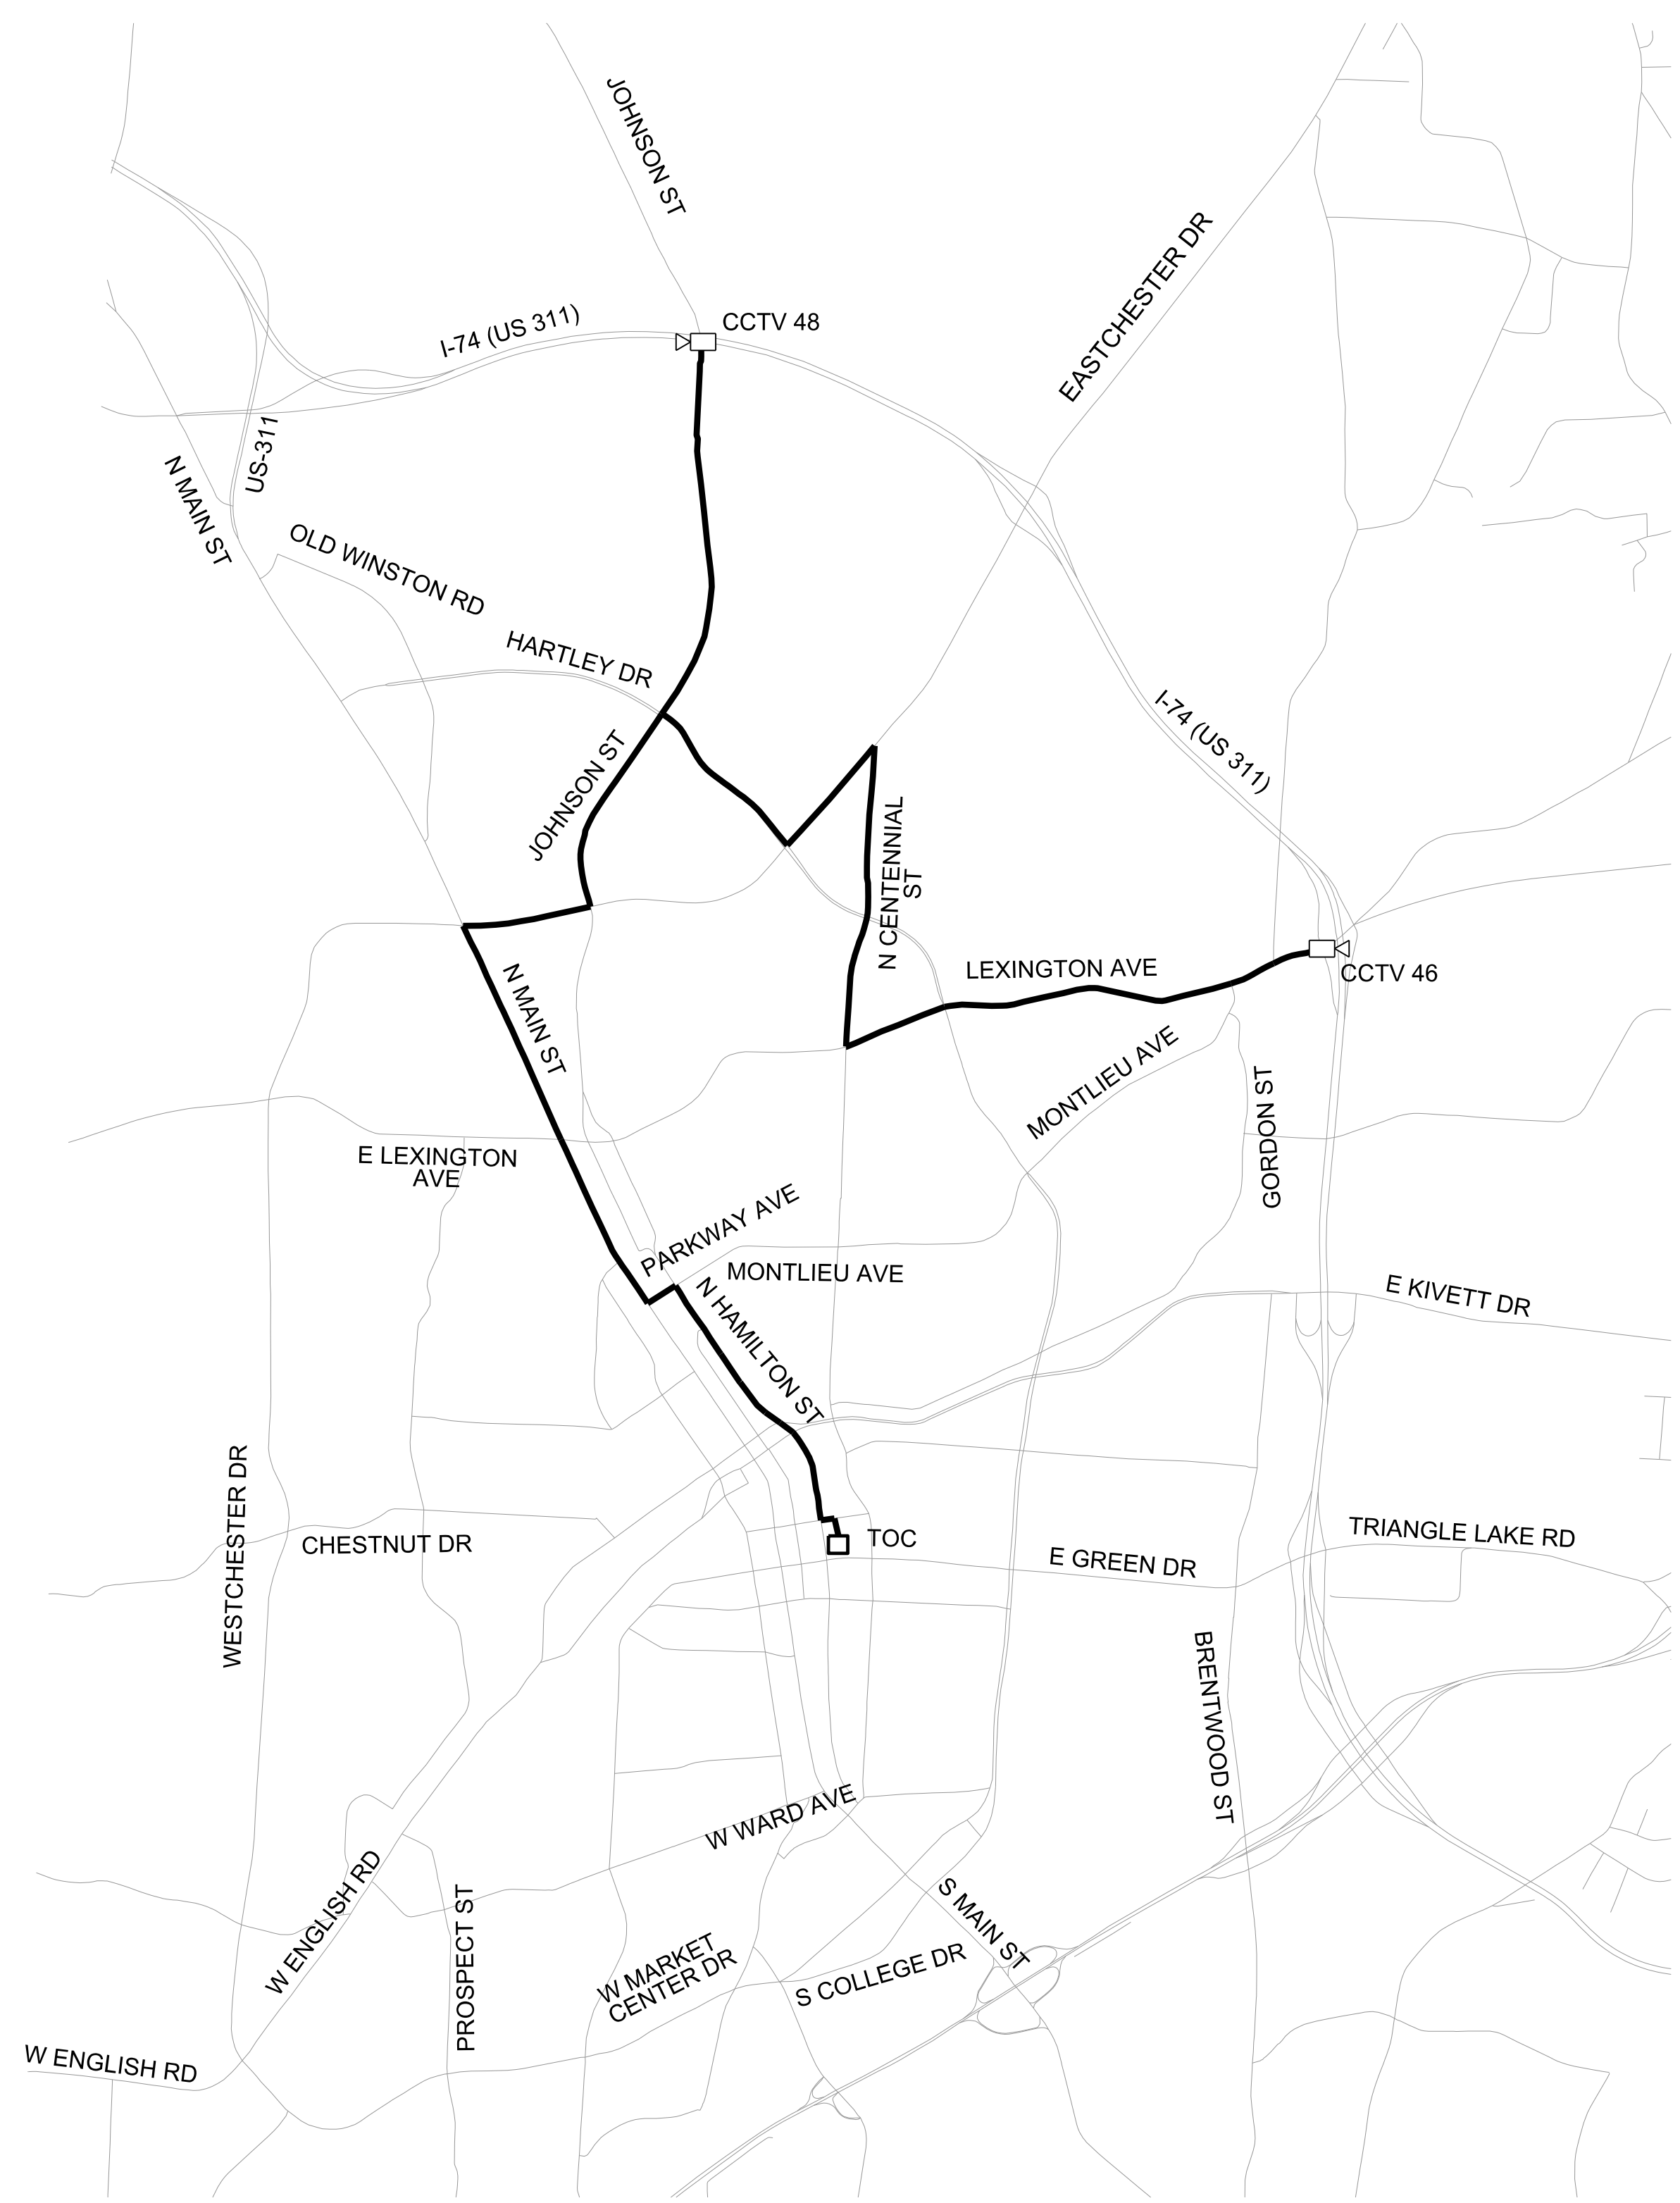 JOHNSON ST
EASTCHESTER DR
CCTV 48
I-74 (US 311)
US-311
N MAIN ST
OLD WINSTON RD
HARTLEY DR
I-74 (US 311)
JOHNSON ST
N CENTENNIAL
ST
LEXINGTON AVE
CCTV 46
N MAIN ST
MONTLIEU AVE
GORDON ST
E LEXINGTON
AVE
PARKWAY AVE
MONTLIEU AVE
N HAMILTON ST
E KIVETT DR
WESTCHESTER DR
CHESTNUT DR
TOC
E GREEN DR
TRIANGLE LAKE RD
BRENTWOOD ST
W WARD AVE
W ENGLISH RD
PROSPECT ST
S MAIN ST
W MARKET
CENTER DR
S COLLEGE DR
W ENGLISH RD